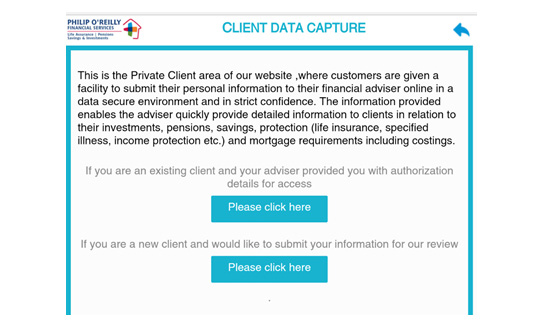 PHILIP O'REILLY
FINANCIAL SERVICES
Life Assurance | Pensions
Savings & Investments
CLIENT DATA CAPTURE
This is the Private Client area of our website ,where customers are given a
facility to submit their personal information to their financial adviser online in a
data secure environment and in strict confidence. The information provided
enables the adviser quickly provide detailed information to clients in relation to
their investments, pensions, savings, protection (life insurance, specified
illness, income protection etc.) and mortgage requirements including costings.
If you are an existing client and your adviser provided you with authorization
details for access
Please click here
If you are a new client and would like to submit your information for our review
Please click here
.